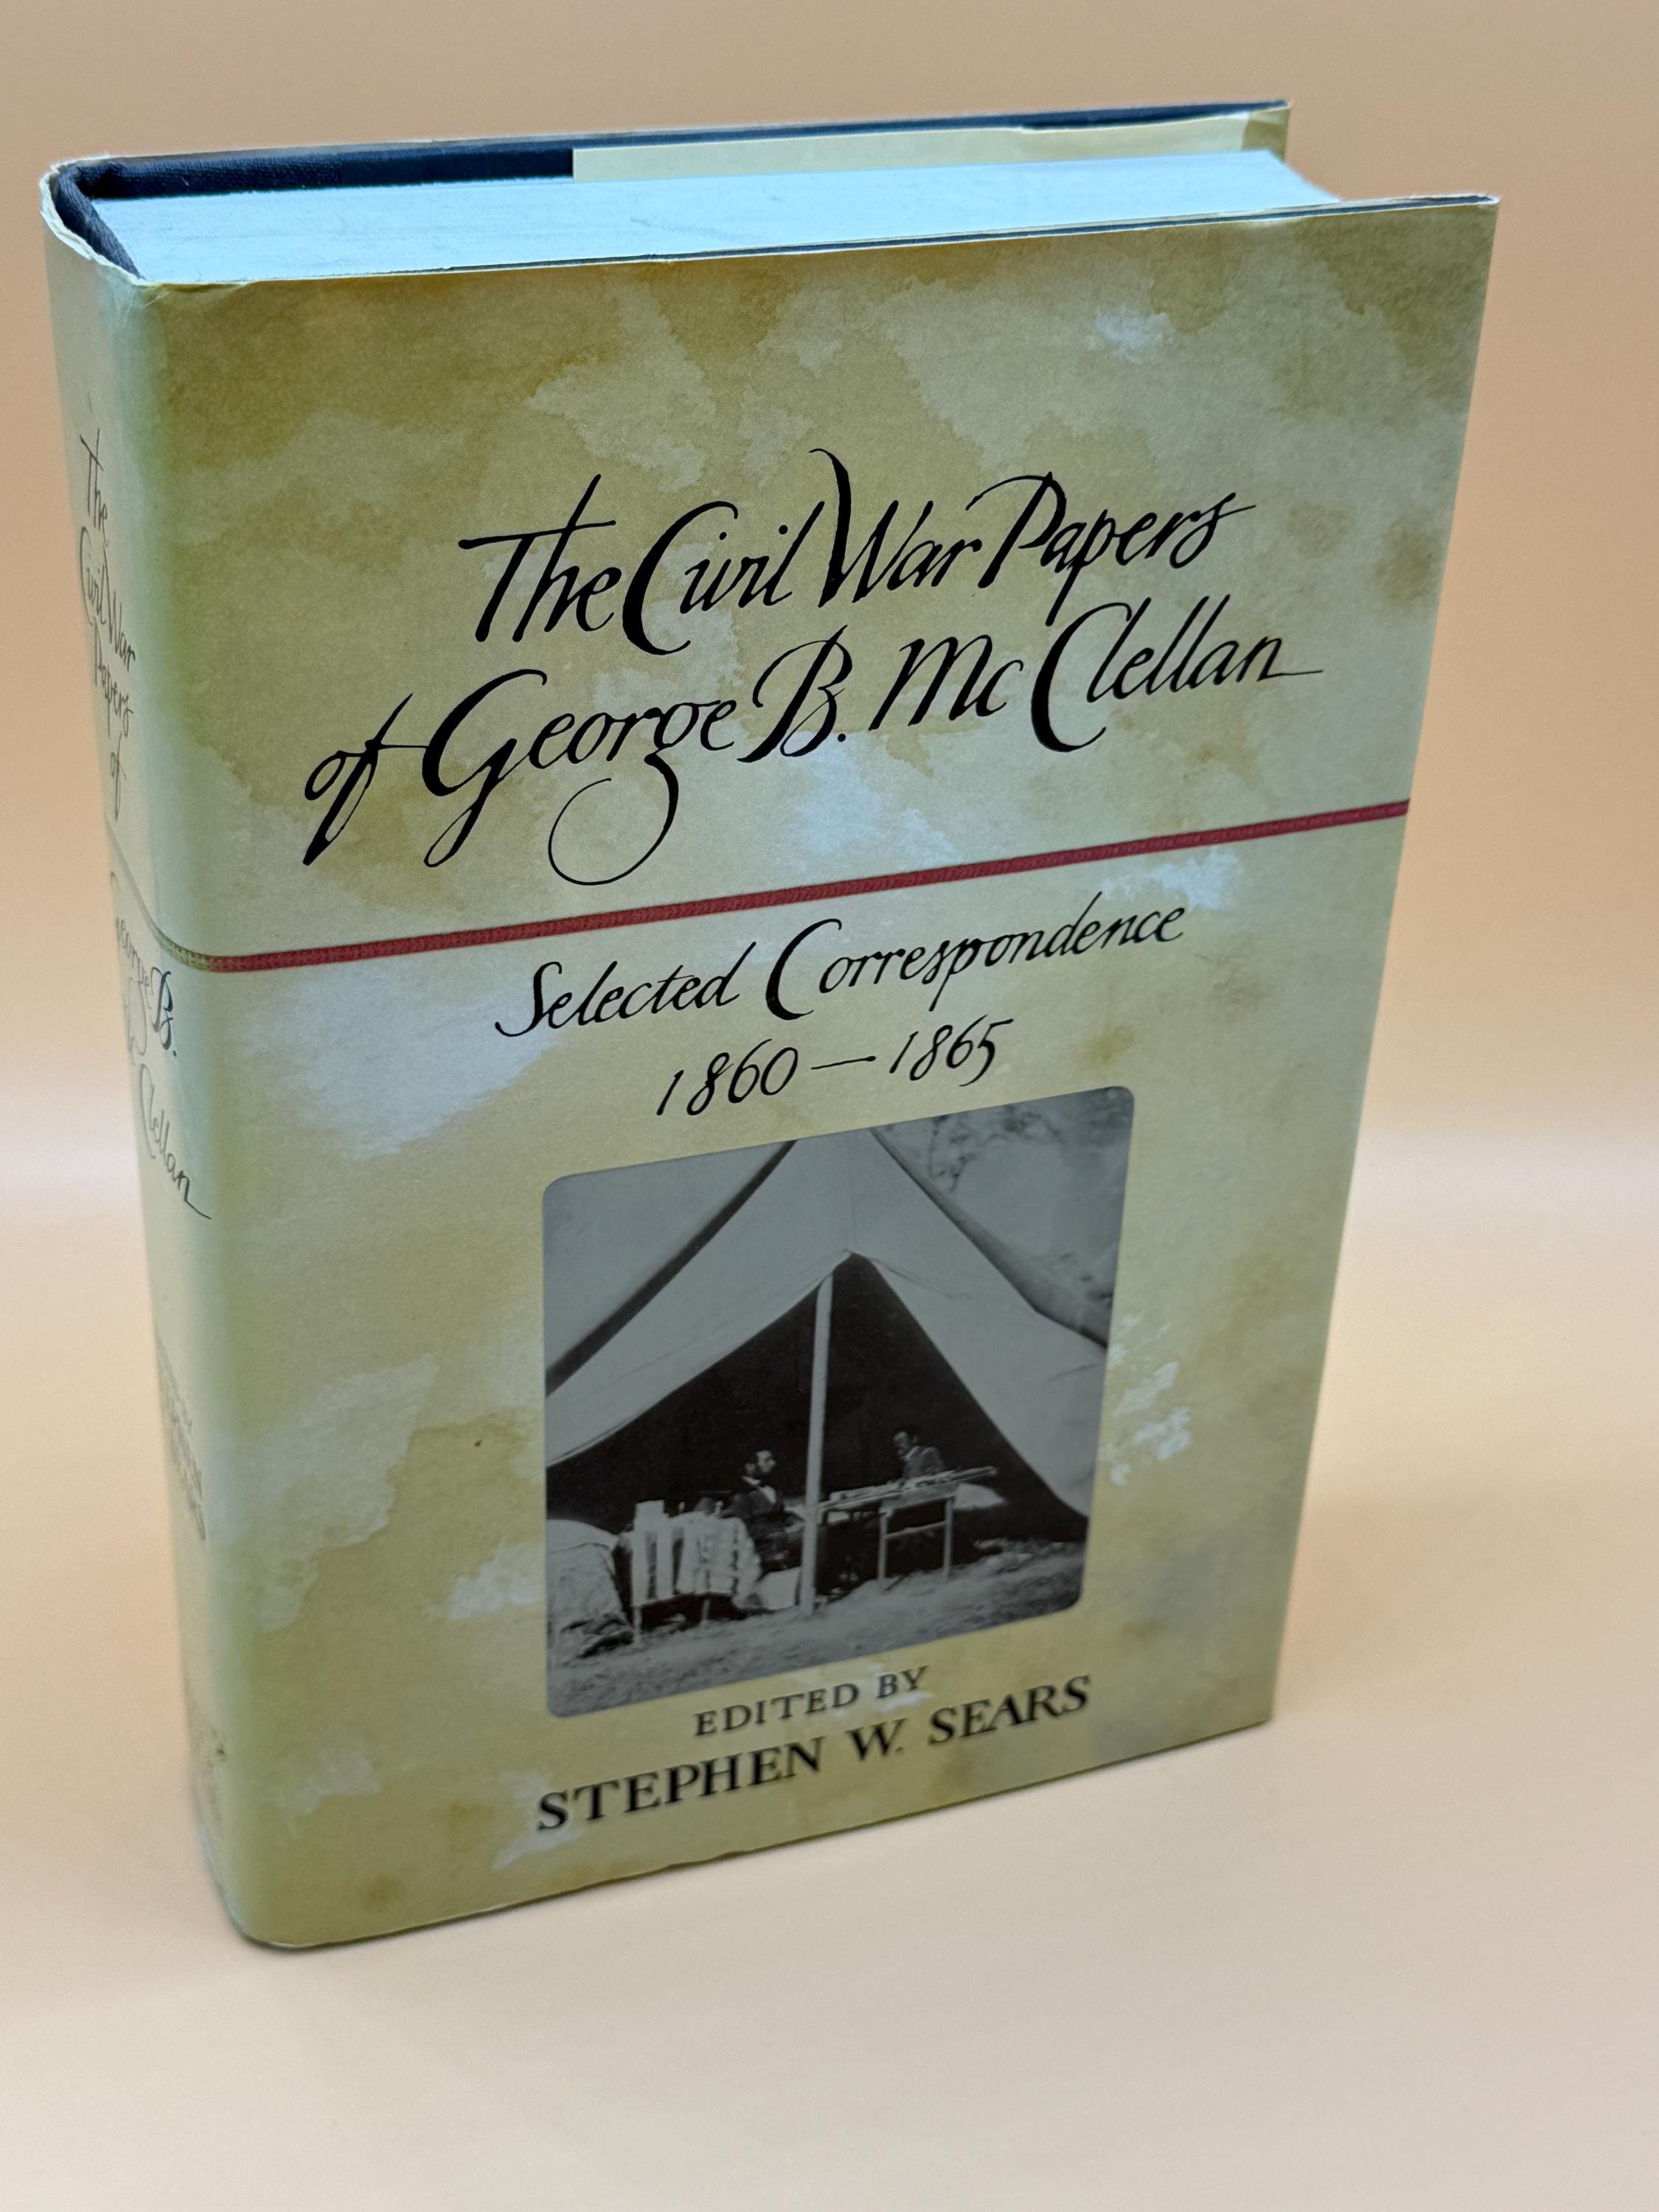 The Civil War Papers
of George B. McClellan
Selected Correspondence
1860—1865
EDITED BY
STEPHEN W. SEARS
The
Civil War
Papers
of
George B.
Clellan